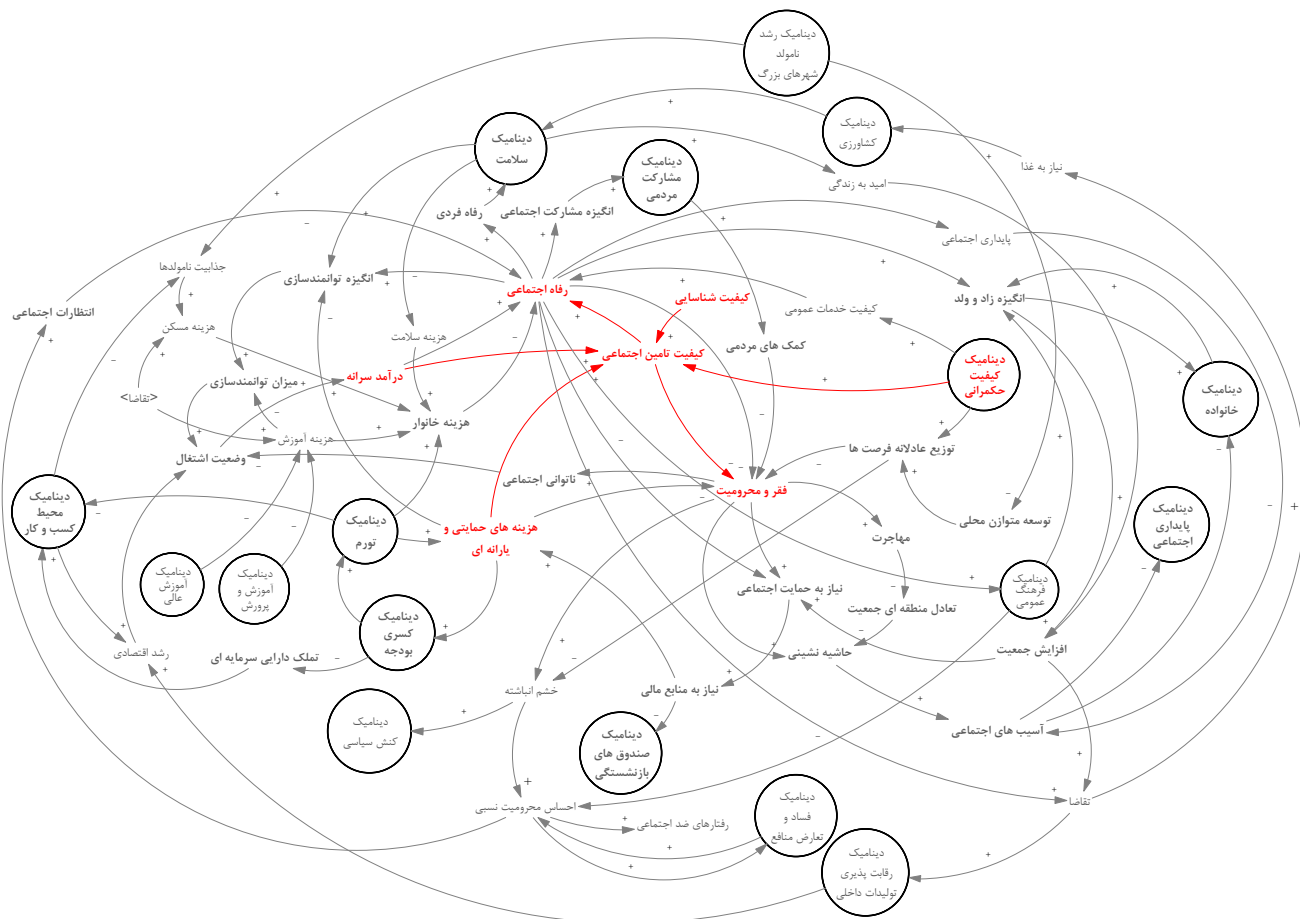 دینامیک رشد
نامولد
شهرهای بزرگ
دینامیک
کشاورزی
دینامیک
سلامت
دینامیک
مشارکت
مردمی
نیاز به غذا
امید به زندگی
انگیزه مشارکت اجتماعی
رفاه فردی
پایداری اجتماعی
جذابیت نامولدها
انگیزه توانمندسازی
رفاه اجتماعی
کیفیت شناسایی
انگیزه زاد و ولد
انتظارات اجتماعی
کیفیت خدمات عمومی
هزینه مسکن
هزینه سلامت
کیفیت تامین اجتماعی
کمک های مردمی
دینامیک
کیفیت
حکمرانی
درآمد سرانه
میزان توانمندسازی
<تقاضا>
دینامیک
خانواده
هزینه خانوار
هزینه آموزش
توزیع عادلانه فرصت ها
وضعیت اشتغال
ناتوانی اجتماعی
فقر و محرومیت
دینامیک
محیط
کسب و کار
دینامیک
تورم
هزینه های حمایتی و
یارانه ای
توسعه متوازن محلی
دینامیک
پایداری
اجتماعی
مهاجرت
دینامیک
آموزش
عالی
دینامیک
آموزش و
پرورش
نیاز به حمایت اجتماعی
دینامیک
فرهنگ
عمومی
تعادل منطقه ای جمعیت
دینامیک
کسری
بودجه
رشد اقتصادی
تملک دارایی سرمایه ای
حاشیه نشینی
افزایش جمعیت
خشم انباشته
نیاز به منابع مالی
دینامیک
کنش سیاسی
دینامیک
صندوق های
بازنشستگی
آسیب های اجتماعی
احساس محرومیت نسبی
رفتارهای ضد اجتماعی
دینامیک
فساد و
تعارض منافع
تقاضا
دینامیک
رقابت پذیری
تولیدات داخلی